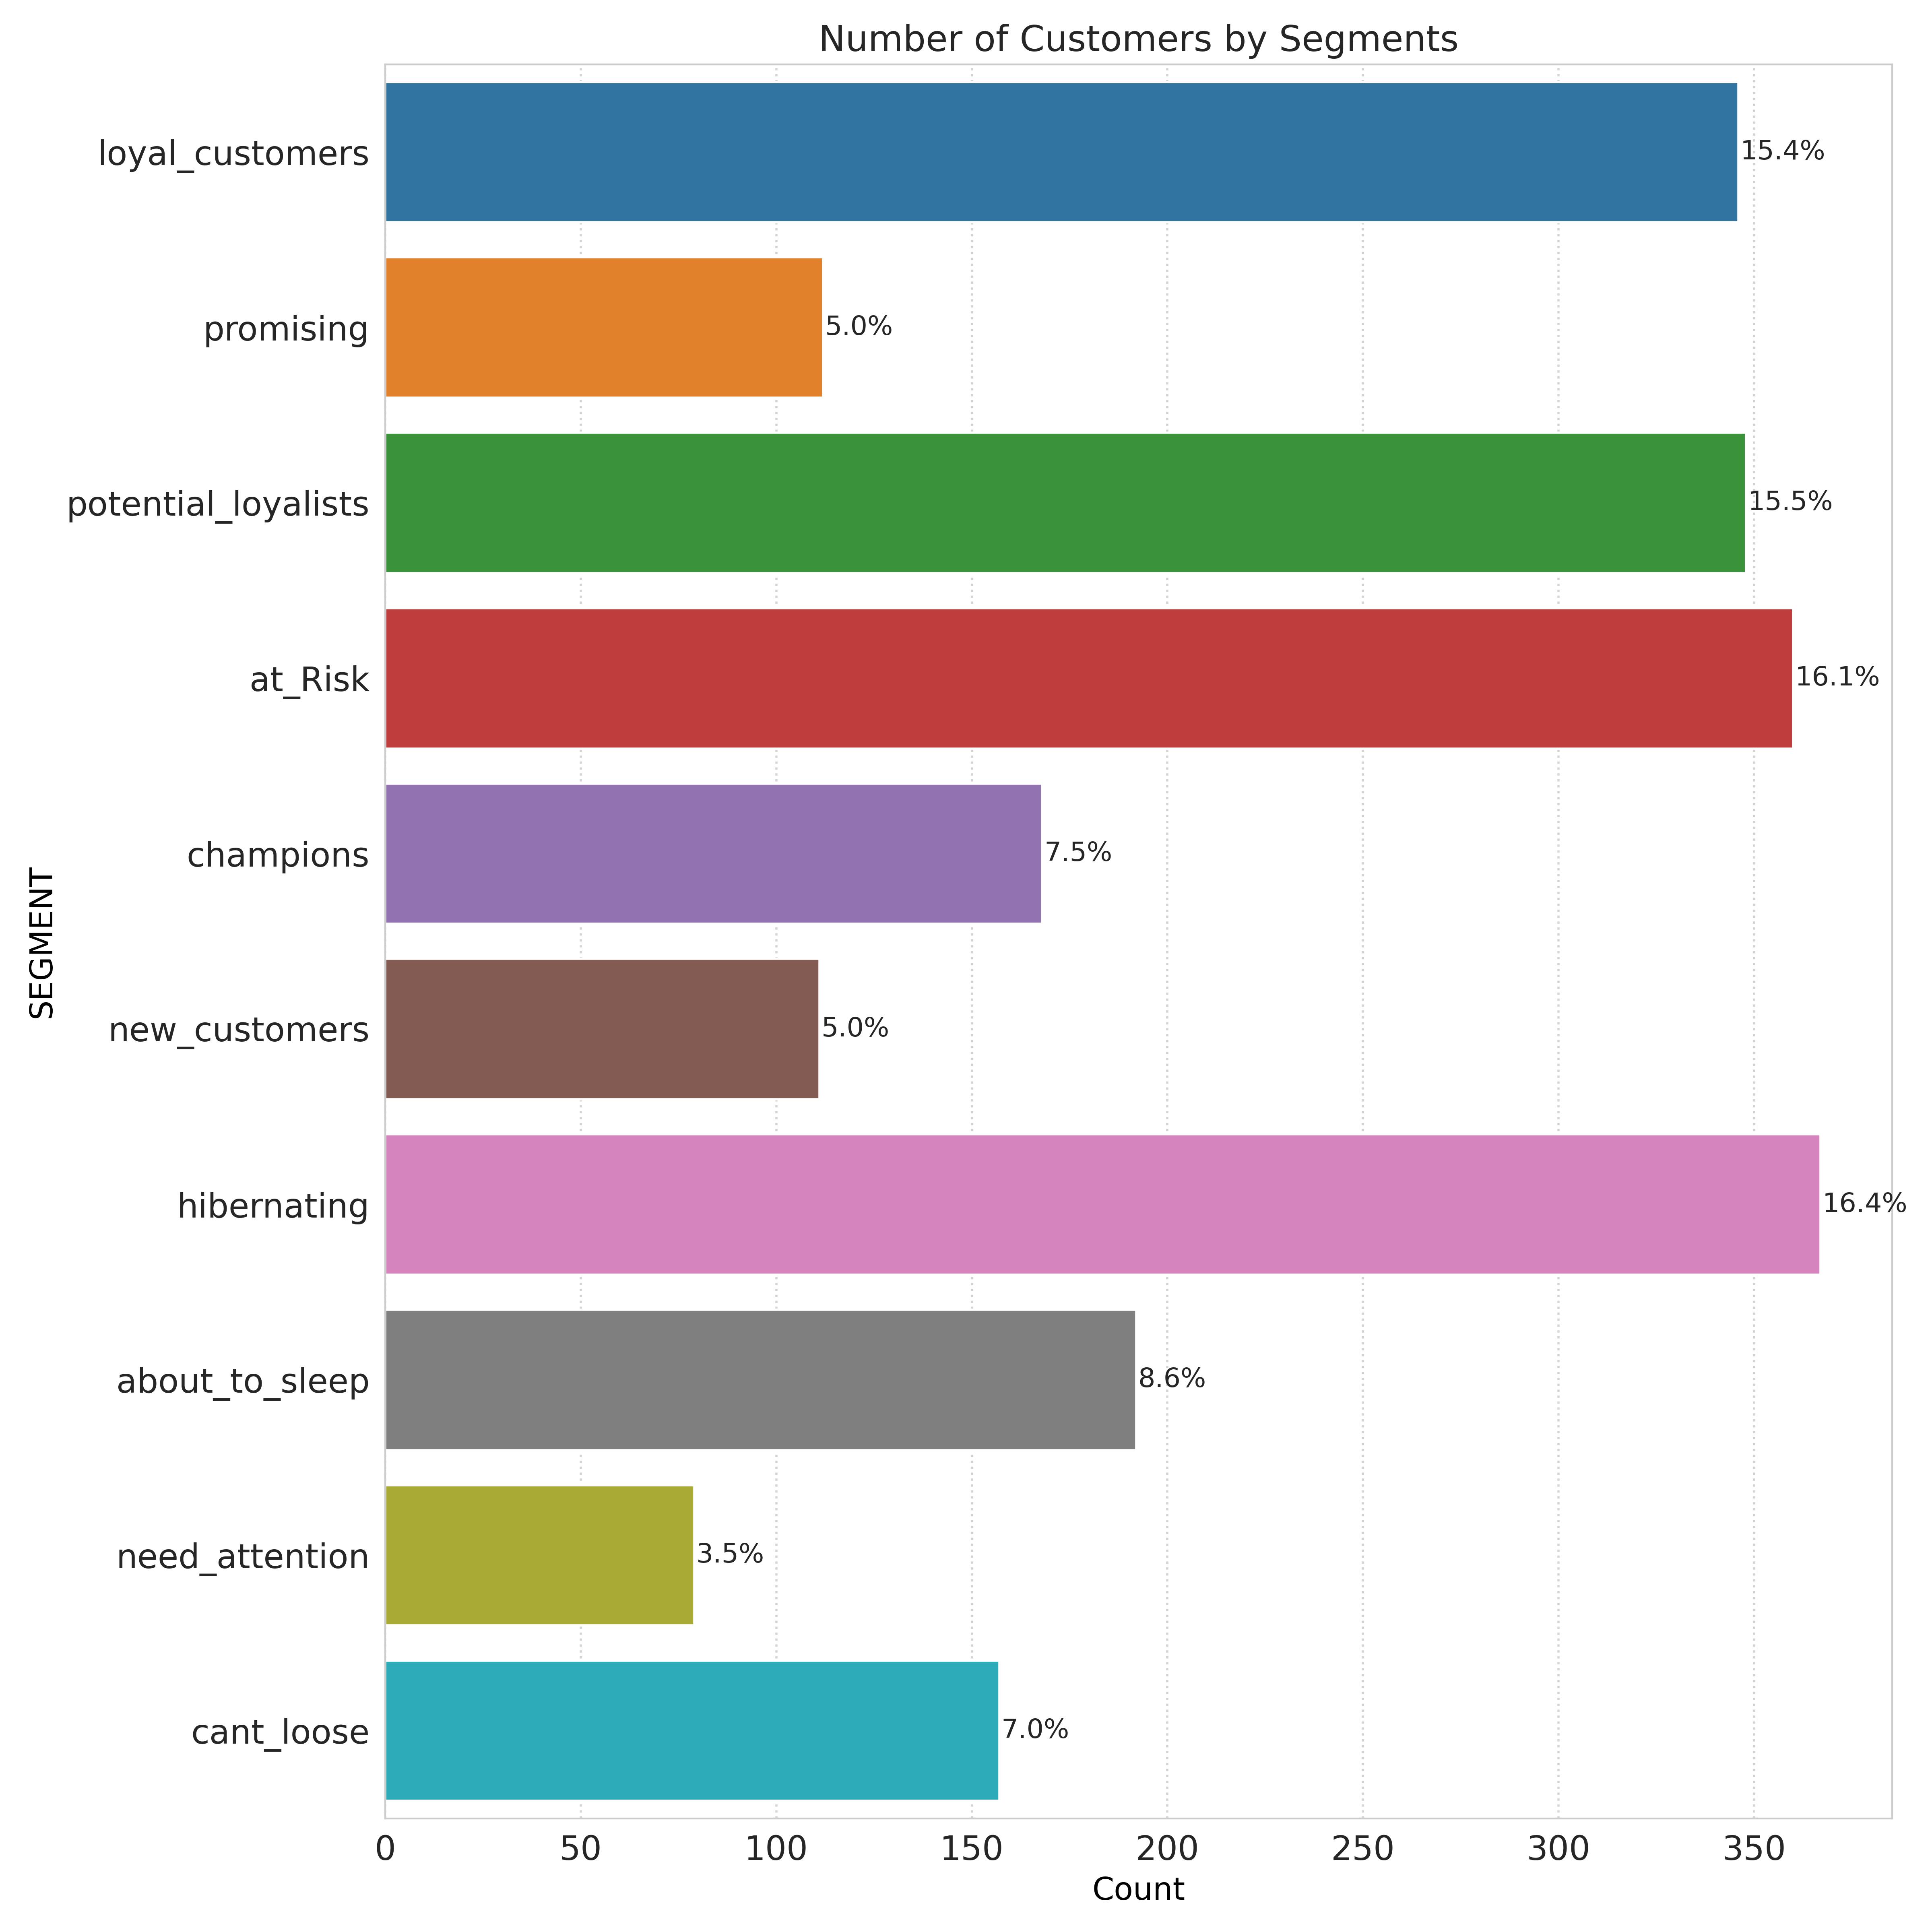 Number of Customers by Segments
loyal_customers
15.4%
promising
5.0%
potential_loyalists
15.5%
at_Risk
16.1%
champions
7.5%
new_customers
5.0%
hibernating
16.4%
about_to_sleep
8.6%
need_attention
3.5%
cant_loose
7.0%
SEGMENT
0 50 100 150 200 250 300 350
Count